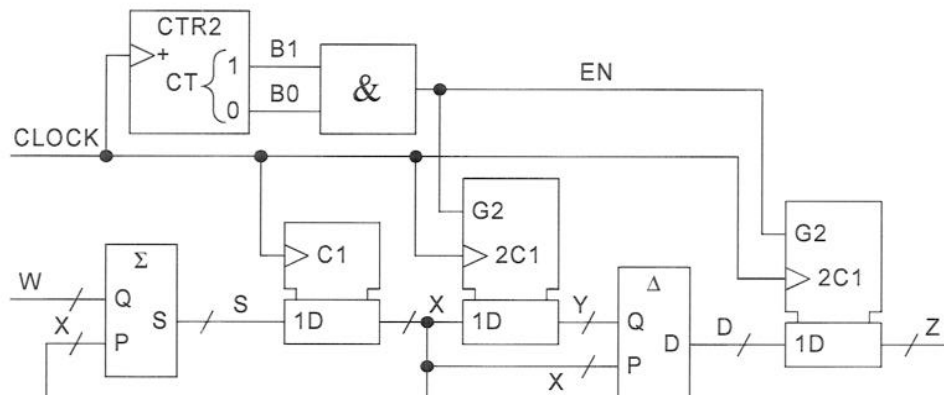 CTR2
+
CT { 1
0
B1
B0
&
EN
CLOCK
G2
2C1
G2
2C1
C1
Σ
W
Q
X
P
S
S
1D
X
1D
Y
Δ
Q
P
X
D
D
1D
Z